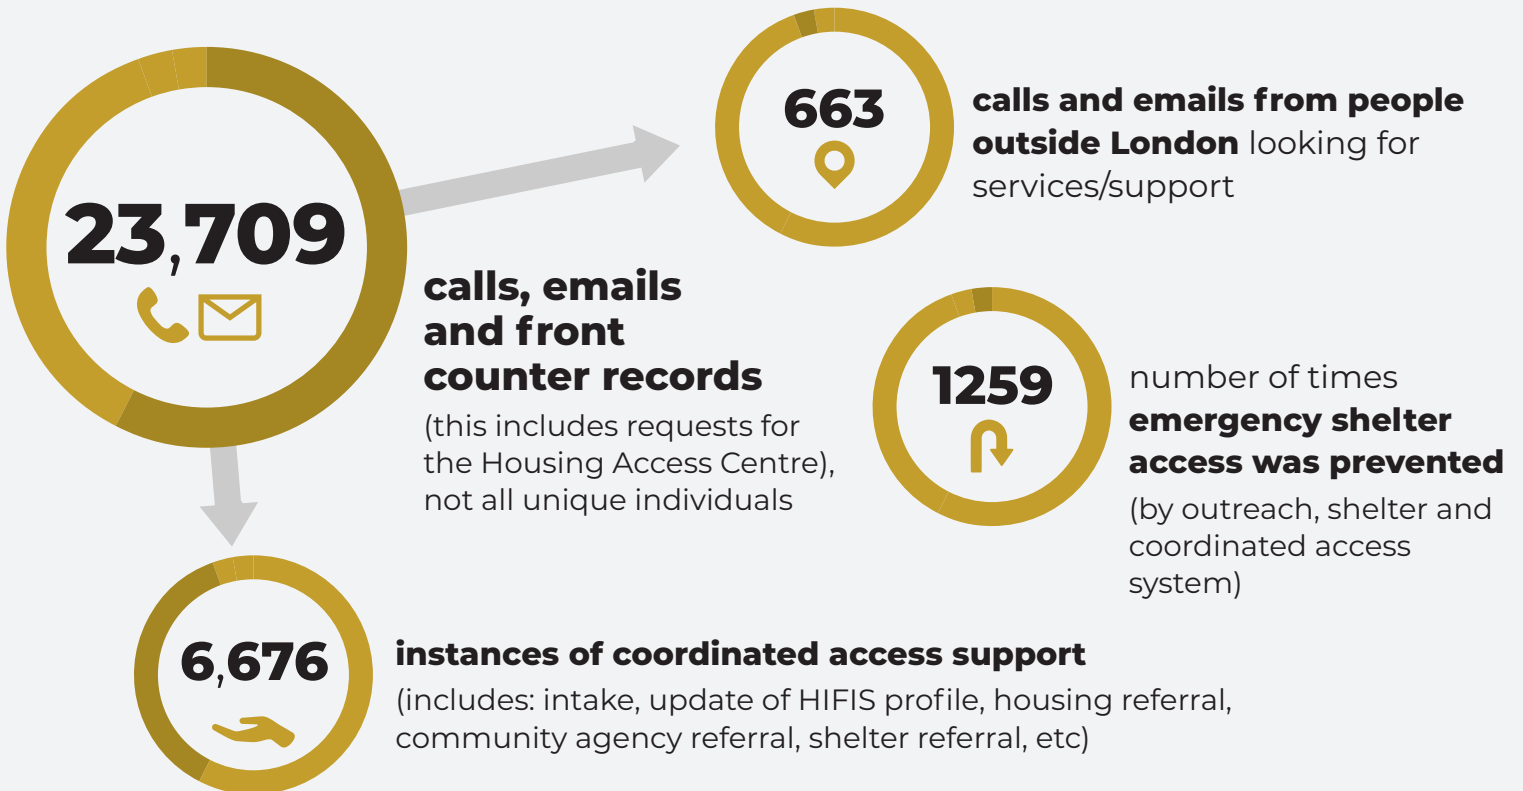 23,709
calls, emails
and front
counter records
(this includes requests for
the Housing Access Centre),
not all unique individuals
663
calls and emails from people
outside London looking for
services/support
1259
number of times
emergency shelter
access was prevented
(by outreach, shelter and
coordinated access
system)
6,676
instances of coordinated access support
(includes: intake, update of HIFIS profile, housing referral,
community agency referral, shelter referral, etc)